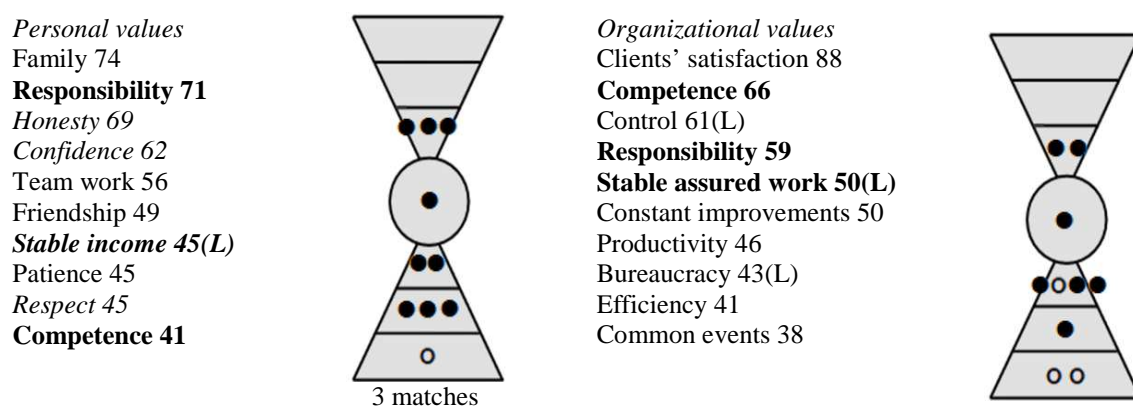 Personal values
Family 74
Responsibility 71
Honesty 69
Confidence 62
Team work 56
Friendship 49
Stable income 45(L)
Patience 45
Respect 45
Competence 41
3 matches
Organizational values
Clients’ satisfaction 88
Competence 66
Control 61(L)
Responsibility 59
Stable assured work 50(L)
Constant improvements 50
Productivity 46
Bureaucracy 43(L)
Efficiency 41
Common events 38